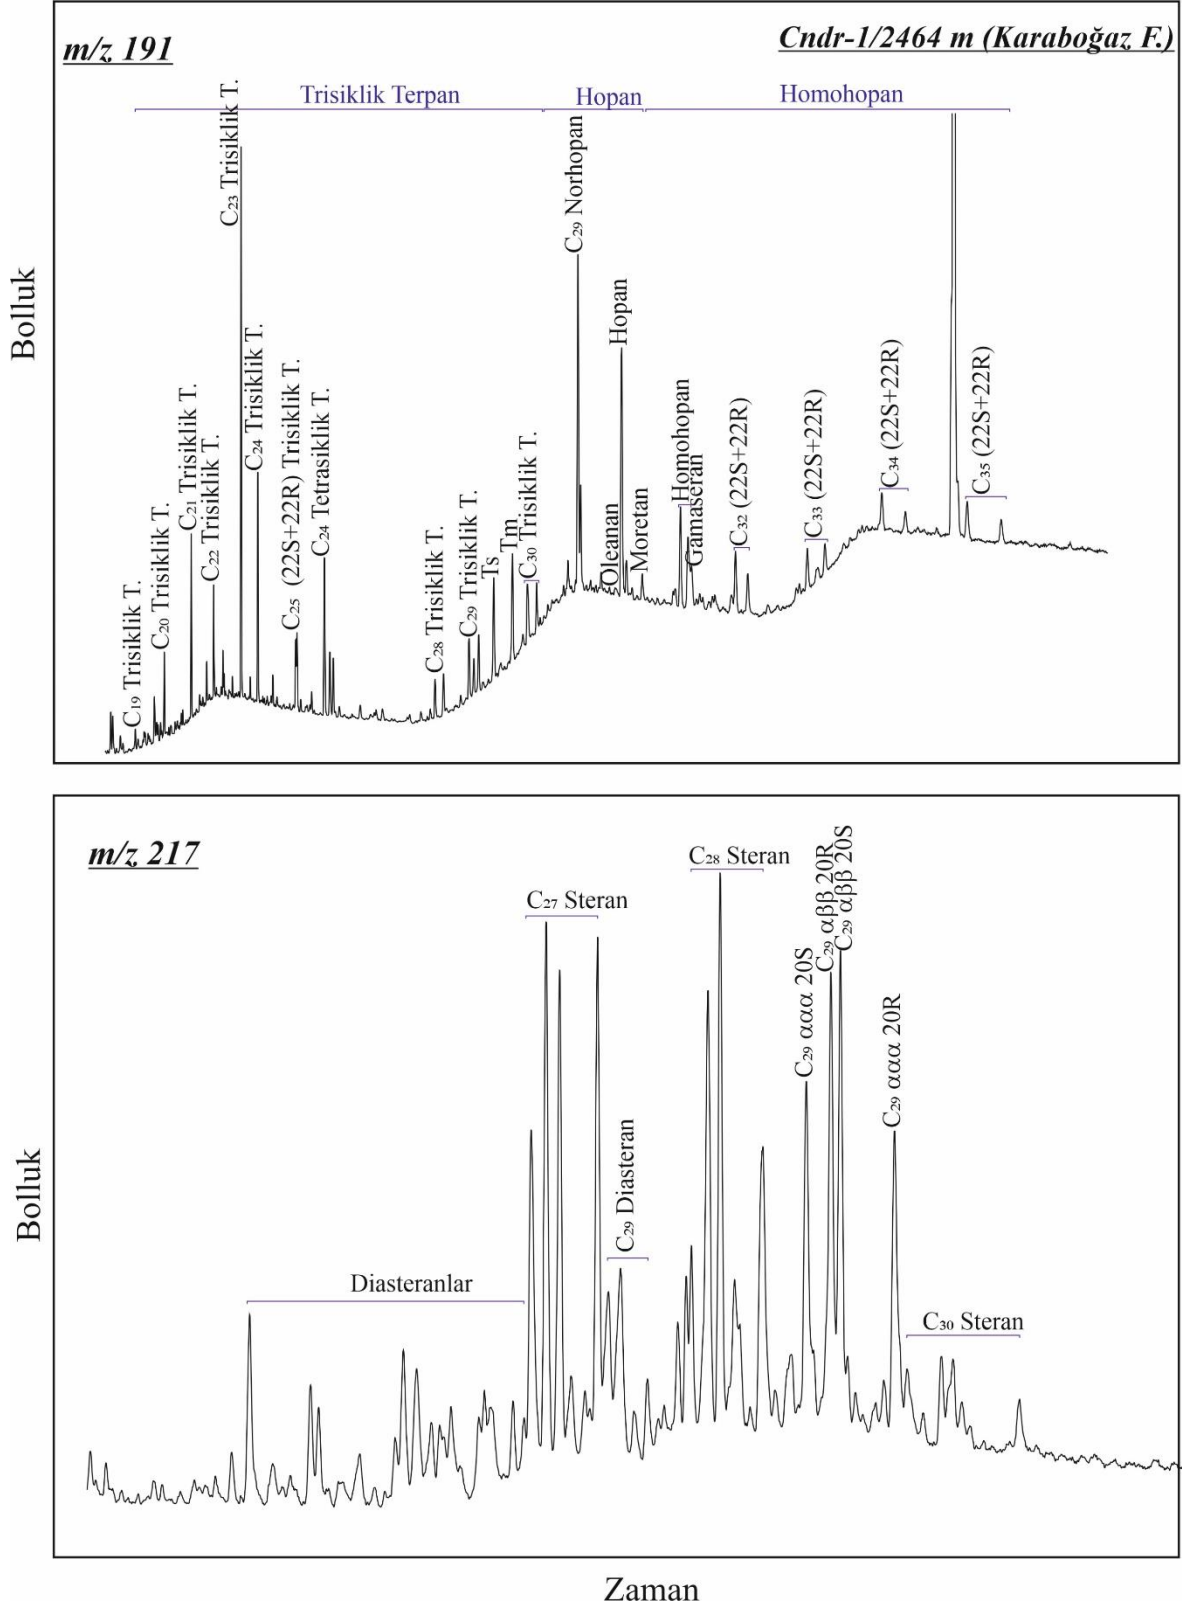 m/z 191
Cndr-1/2464 m (Karaboğaz F.)
Trisiklik Terpan
Hopan
Homohopan
C₁₉ Trisiklik T.
C₂₀ Trisiklik T.
C₂₁ Trisiklik T.
C₂₂ Trisiklik T.
C₂₃ Trisiklik T.
C₂₄ Trisiklik T.
C₂₅ (22S+22R) Trisiklik T.
C₂₄ Tetrasiklik T.
C₂₈ Trisiklik T.
C₂₉ Trisiklik T.
Ts
Tm
C₃₀ Trisiklik T.
C₂₉ Norhopan
Oleanan
Hopan
Moretan
Homohopan
Gamaseran
C₃₂ (22S+22R)
C₃₃ (22S+22R)
C₃₄ (22S+22R)
C₃₅ (22S+22R)
Bolluk
m/z 217
Diasteranlar
C₂₇ Steran
C₂₉ Diasteran
C₂₈ Steran
C₂₉ ααα 20S
C₂₉ αββ 20R
C₂₉ αββ 20S
C₂₉ ααα 20R
C₃₀ Steran
Bolluk
Zaman